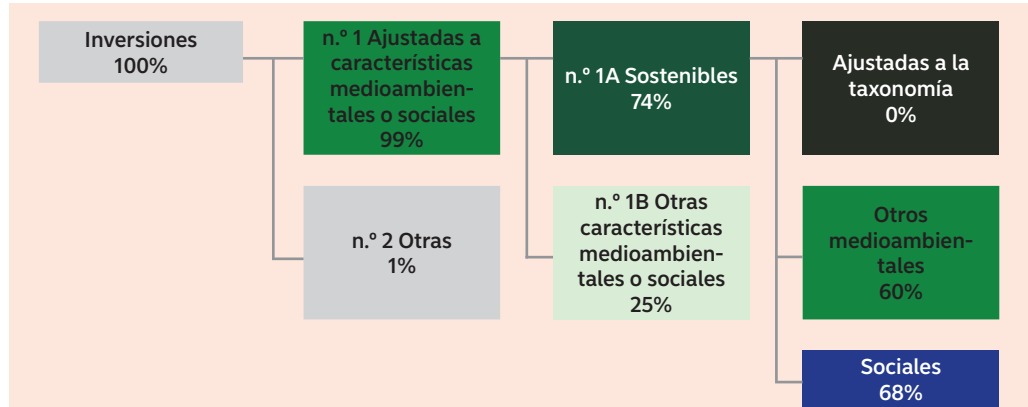 Inversiones
100%
n.º 1 Ajustadas a
características
medioambien-
tales o sociales
99%
n.º 1A Sostenibles
74%
Ajustadas a la
taxonomía
0%
n.º 2 Otras
1%
n.º 1B Otras
características
medioambien-
tales o sociales
25%
Otros
medioambien-
tales
60%
Sociales
68%